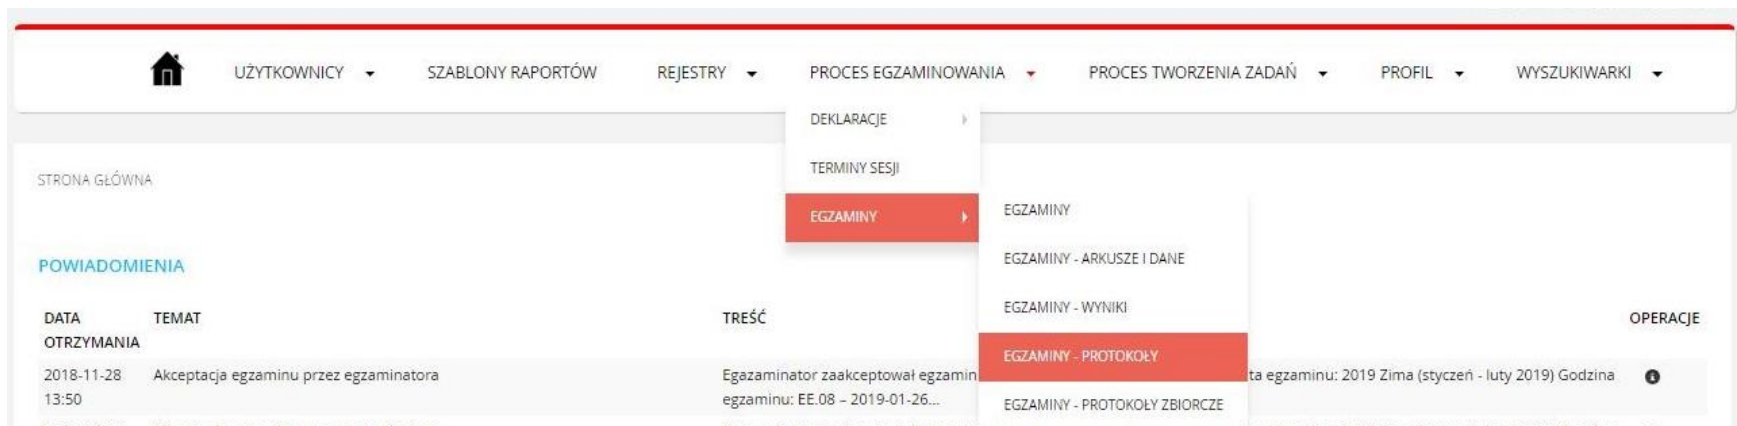 UŻYTKOWNICY SZABLONY RAPORTÓW REJESTRY PROCES EGZAMINOWANIA PROCES TWORZENIA ZADAŃ PROFIL WYSZUKIWARKI
DEKLARACJE
TERMINY SESJI
STRONA GŁÓWNA
EGZAMINY
EGZAMINY
EGZAMINY - ARKUSZE I DANE
EGZAMINY - WYNIKI
EGZAMINY - PROTOKOŁY
EGZAMINY - PROTOKOŁY ZBIORCZE
POWIADOMIENIA
DATA OTRZYMANIA TEMAT TREŚĆ OPERACJE
2018-11-28 Akceptacja egzaminu przez egzaminatora Egazaminator zaakceptował egzamin ta egzaminu: 2019 Zima (styczeń - luty 2019) Godzina
13:50 egzaminu: EE.08 – 2019-01-26...